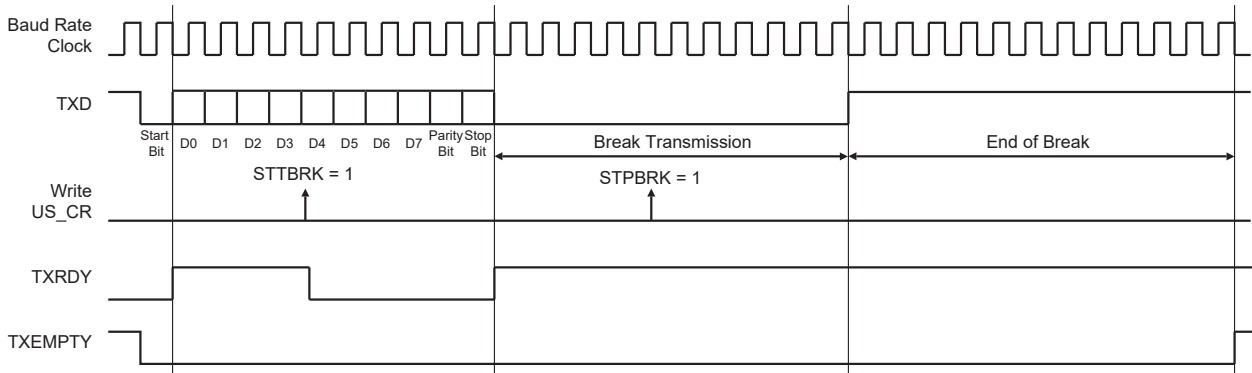 Baud Rate
Clock
TXD
Start
Bit
D0
D1
D2
D3
D4
D5
D6
D7
Parity
Bit
Stop
Bit
Break Transmission
End of Break
STTBRK = 1
STPBRK = 1
Write
US_CR
TXRDY
TXEMPTY